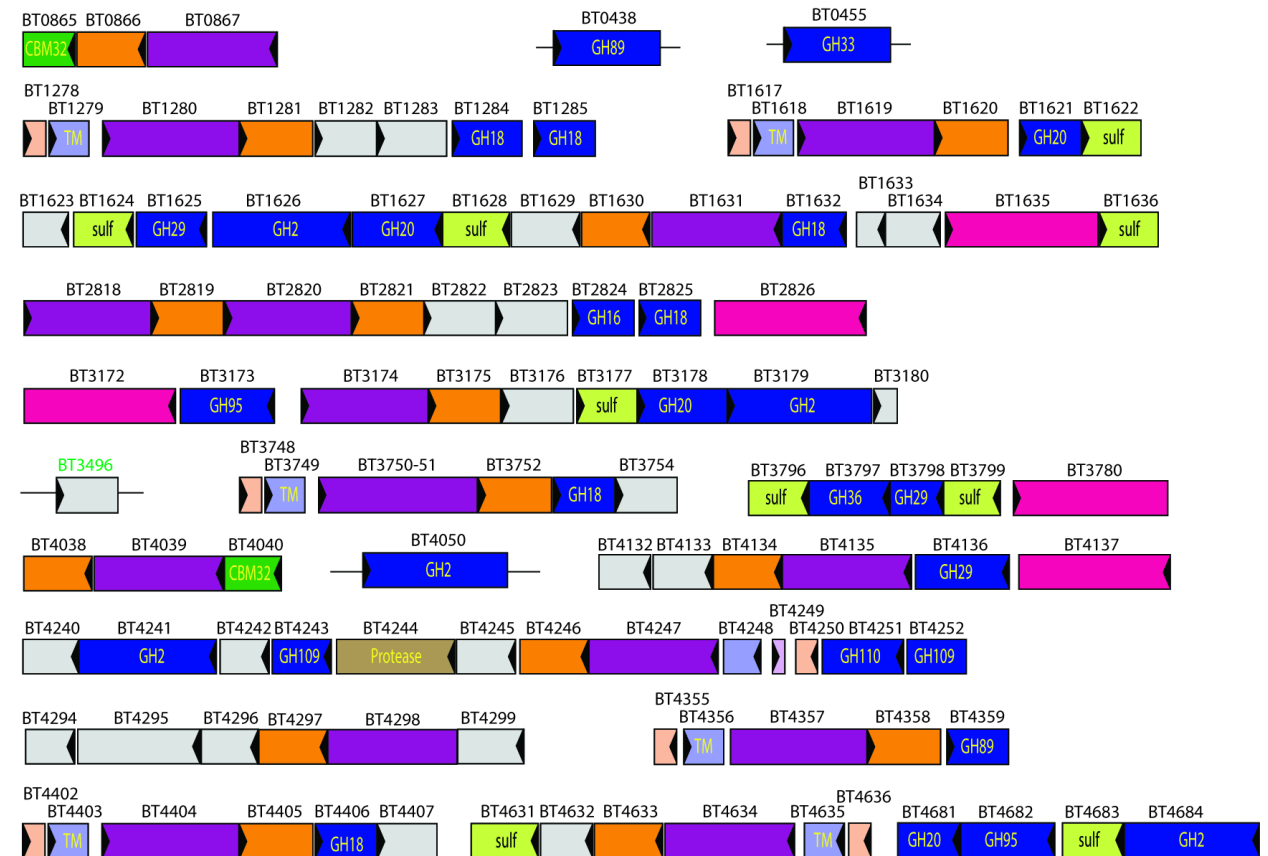 BT0865 BT0866 BT0867 BT0438 BT0455
CBM32 GH89 GH33
BT1278 BT1279 BT1280 BT1281 BT1282 BT1283 BT1284 BT1285 BT1617 BT1618 BT1619 BT1620 BT1621 BT1622
TM GH18 GH18 TM GH20 sulf
BT1623 BT1624 BT1625 BT1626 BT1627 BT1628 BT1629 BT1630 BT1631 BT1632 BT1633 BT1634 BT1635 BT1636
sulf GH29 GH2 GH20 sulf GH18 sulf
BT2818 BT2819 BT2820 BT2821 BT2822 BT2823 BT2824 BT2825 BT2826
GH16 GH18
BT3172 BT3173 BT3174 BT3175 BT3176 BT3177 BT3178 BT3179 BT3180
GH95 sulf GH20 GH2
BT3496 BT3748 BT3749 BT3750-51 BT3752 BT3754 BT3796 BT3797 BT3798 BT3799 BT3780
TM GH18 sulf GH36 GH29 sulf
BT4038 BT4039 BT4040 BT4050 BT4132 BT4133 BT4134 BT4135 BT4136 BT4137
CBM32 GH2 GH29
BT4240 BT4241 BT4242 BT4243 BT4244 BT4245 BT4246 BT4247 BT4248 BT4249 BT4250 BT4251 BT4252
GH2 GH109 Protease GH110 GH109
BT4294 BT4295 BT4296 BT4297 BT4298 BT4299 BT4355 BT4356 BT4357 BT4358 BT4359
TM GH89
BT4402 BT4403 BT4404 BT4405 BT4406 BT4407 BT4631 BT4632 BT4633 BT4634 BT4635 BT4636 BT4681 BT4682 BT4683 BT4684
TM GH18 sulf TM GH20 GH95 sulf GH2